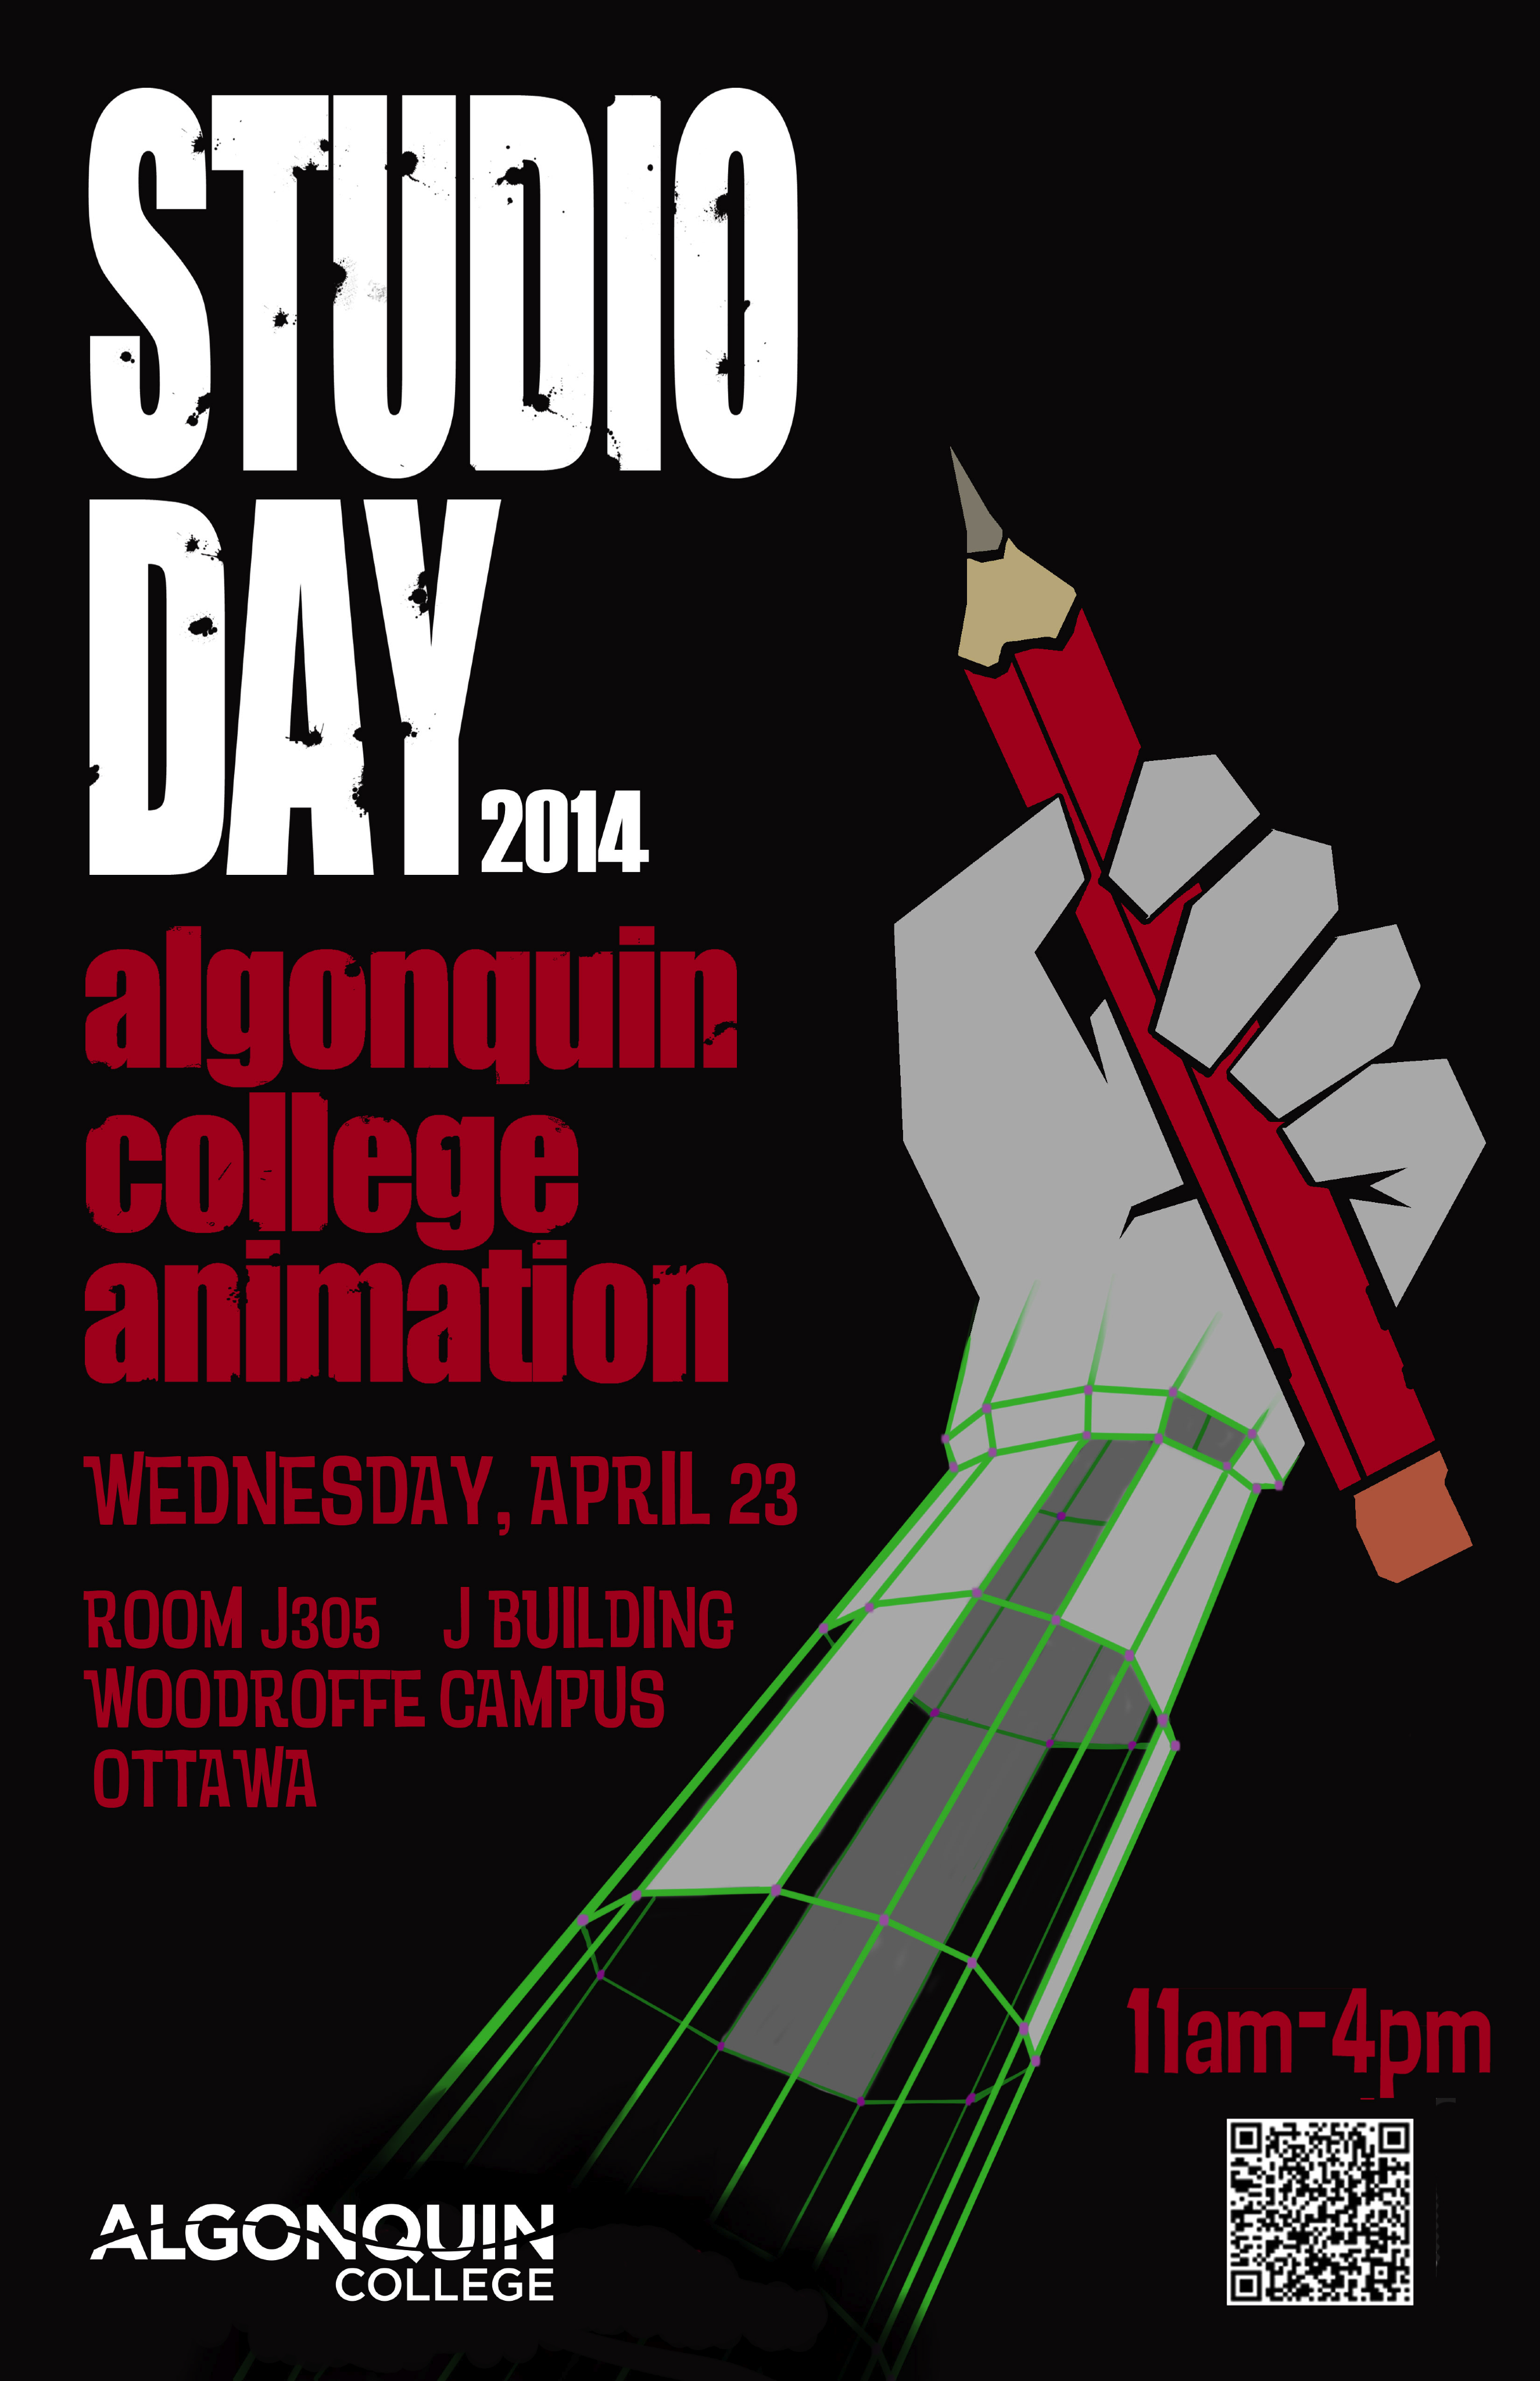 STUDIO
DAY 2014
algonquin
college
animation
WEDNESDAY, APRIL 23
ROOM J305 J BUILDING
WOODROFFE CAMPUS
OTTAWA
11am-4pm
ALGONQUIN
COLLEGE